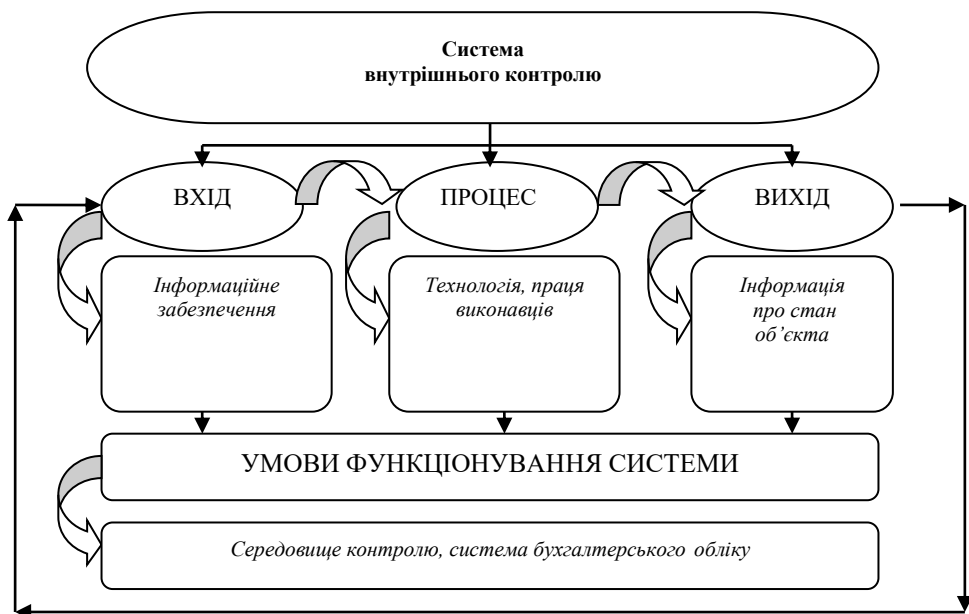 Система
внутрішнього контролю
ВХІД
ПРОЦЕС
ВИХІД
Інформаційне
забезпечення
Технологія, праця
виконавців
Інформація
про стан
об’єкта
УМОВИ ФУНКЦІОНУВАННЯ СИСТЕМИ
Середовище контролю, система бухгалтерського обліку